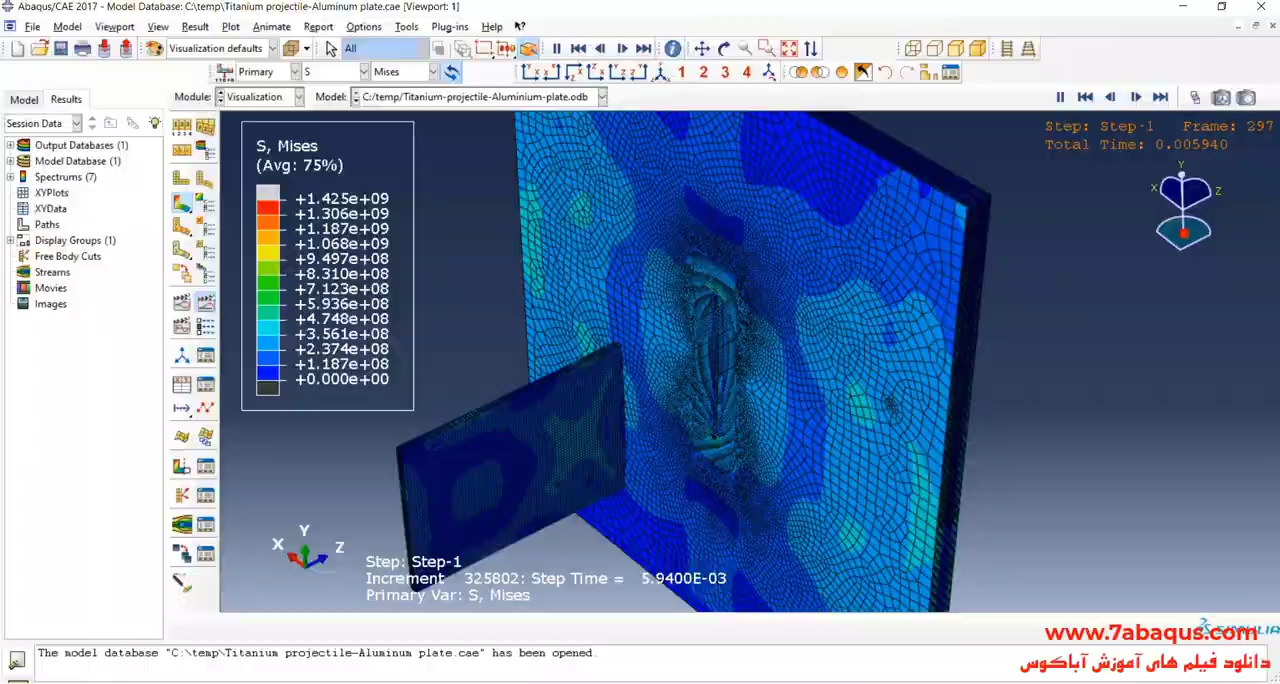 Abaqus/CAE 2017 - Model Database: C:\temp\Titanium projectile-Aluminum plate.cae [Viewport: 1]
File Model Viewport View Result Plot Animate Report Options Tools Plug-ins Help
Visualization defaults All
Primary S Mises 1 2 3 4
Model Results Module: Visualization Model: C:/temp/Titanium-projectile-Aluminium-plate.odb
Session Data
Output Databases (1)
Model Database (1)
Spectrums (7)
XYPlots
XYData
Paths
Display Groups (1)
Free Body Cuts
Streams
Movies
Images
S, Mises
(Avg: 75%)
+1.425e+09
+1.306e+09
+1.187e+09
+1.068e+09
+9.497e+08
+8.310e+08
+7.123e+08
+5.936e+08
+4.748e+08
+3.561e+08
+2.374e+08
+1.187e+08
+0.000e+00
Step: Step-1 Frame: 297
Total Time: 0.005940
Y
X Z
Y
X Z
Step: Step-1
Increment 325802: Step Time = 5.9400E-03
Primary Var: S, Mises
SIMULIA
www.7abaqus.com
دانلود فیلم های آموزش آباکوس
The model database "C:\temp\Titanium projectile-Aluminum plate.cae" has been opened.